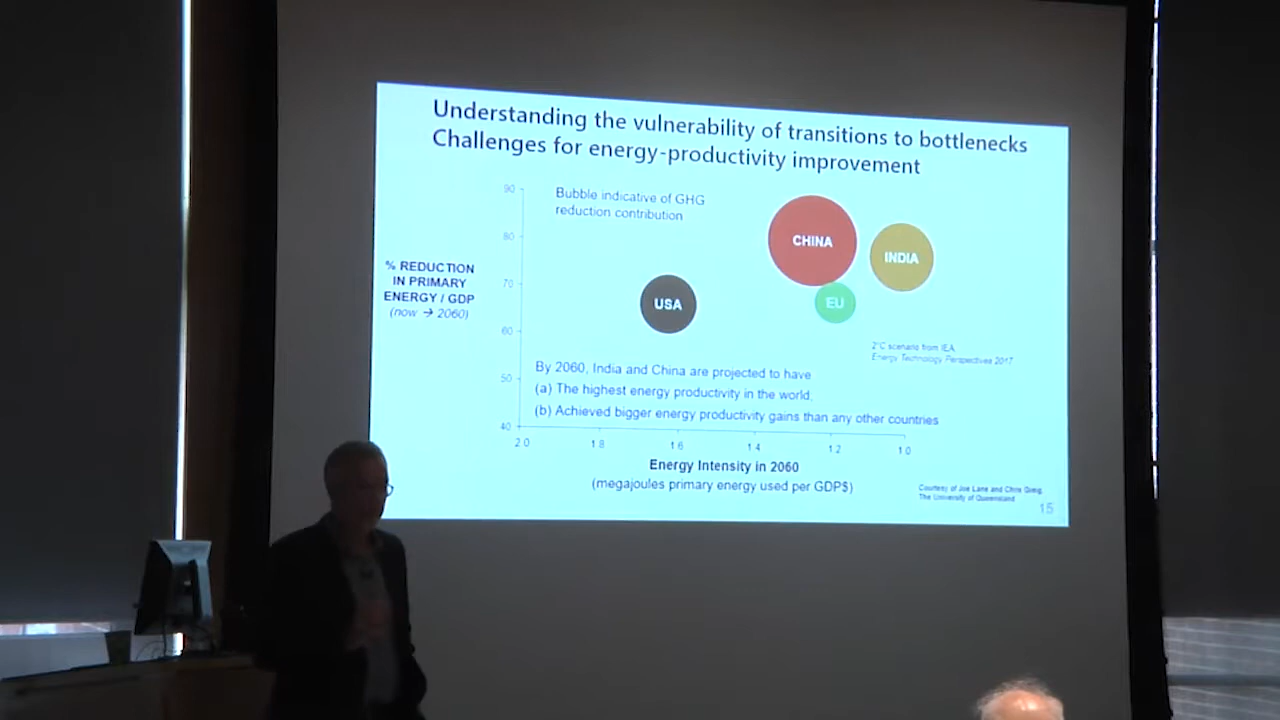 Understanding the vulnerability of transitions to bottlenecks
Challenges for energy-productivity improvement
90
Bubble indicative of GHG
reduction contribution
80
CHINA
INDIA
% REDUCTION
IN PRIMARY
ENERGY / GDP
(now → 2060)
70
USA
EU
60
2°C scenario from IEA
Energy Technology Perspectives 2017
By 2060, India and China are projected to have
50
(a) The highest energy productivity in the world.
(b) Achieved bigger energy productivity gains than any other countries
40
2.0 1.8 1.6 1.4 1.2 1.0
Energy Intensity in 2060
(megajoules primary energy used per GDP$)
Courtesy of Joe Lane and Chris
The University of Queensland
15